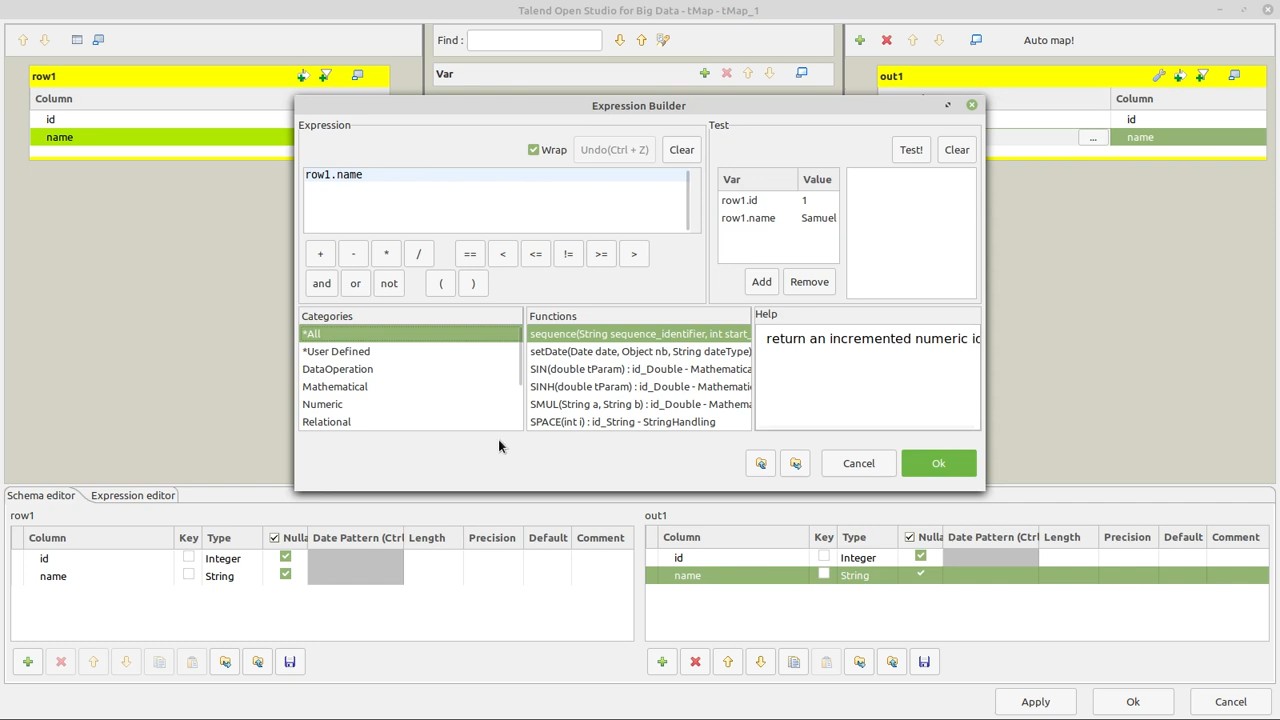 Talend Open Studio for Big Data - tMap - tMap_1
Find :
Auto map!
row1
Var
out1
Column
Column
id
id
name
...
name
Expression Builder
Expression
Test
Wrap
Undo(Ctrl + Z)
Clear
Test!
Clear
row1.name
Var Value
row1.id 1
row1.name Samuel
+ - * / == < <= != >= >
and or not ( )
Add Remove
Categories
Functions
Help
*All
*User Defined
DataOperation
Mathematical
Numeric
Relational
sequence(String sequence_identifier, int start_
setDate(Date date, Object nb, String dateType)
SIN(double tParam) : id_Double - Mathematica
SINH(double tParam) : id_Double - Mathemati
SMUL(String a, String b) : id_Double - Mathema
SPACE(int i) : id_String - StringHandling
return an incremented numeric id
Cancel
Ok
Schema editor Expression editor
row1
Column Key Type Nulla Date Pattern (Ctrl Length Precision Default Comment
id Integer
name String
out1
Column Key Type Nulla Date Pattern (Ctrl Length Precision Default Comment
id Integer
name String
Apply
Ok
Cancel